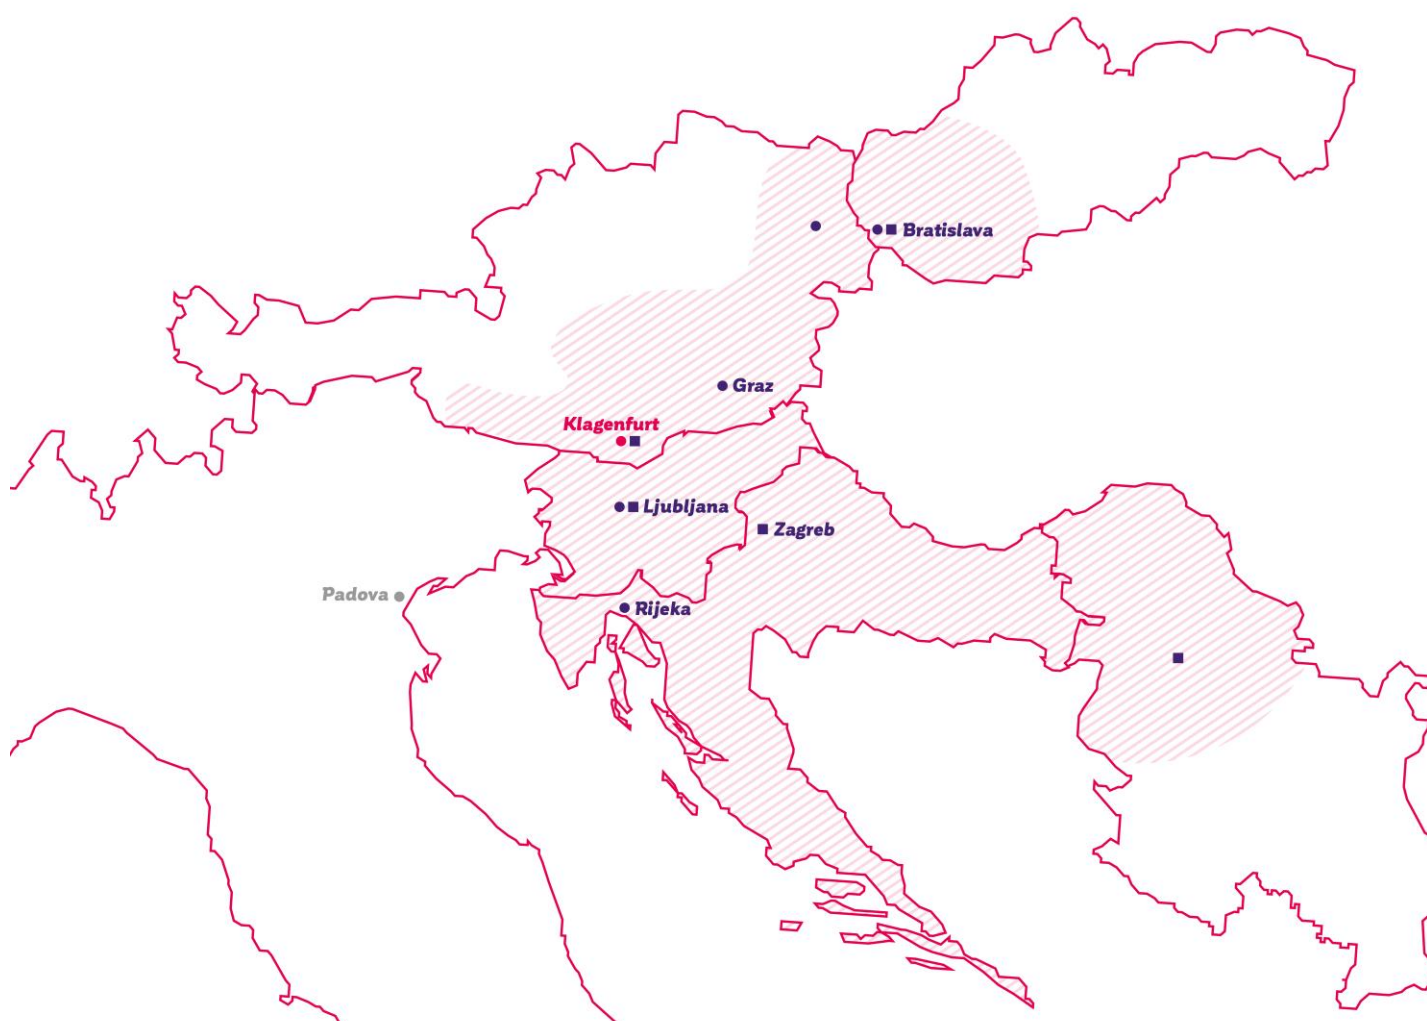 Bratislava
Graz
Klagenfurt
Ljubljana
Zagreb
Padova
Rijeka